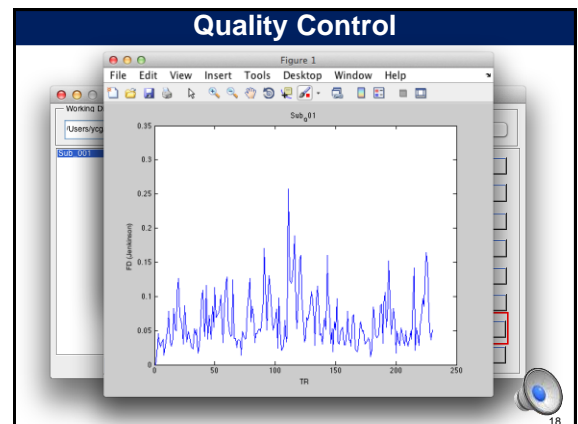 Quality Control
Figure 1
File Edit View Insert Tools Desktop Window Help
Working D
/Users/ycg
Sub_001
Sub_001
0.35
0.3
0.25
0.2
0.15
0.1
0.05
0
FD (Jenkinson)
0 50 100 150 200 250
TR
18